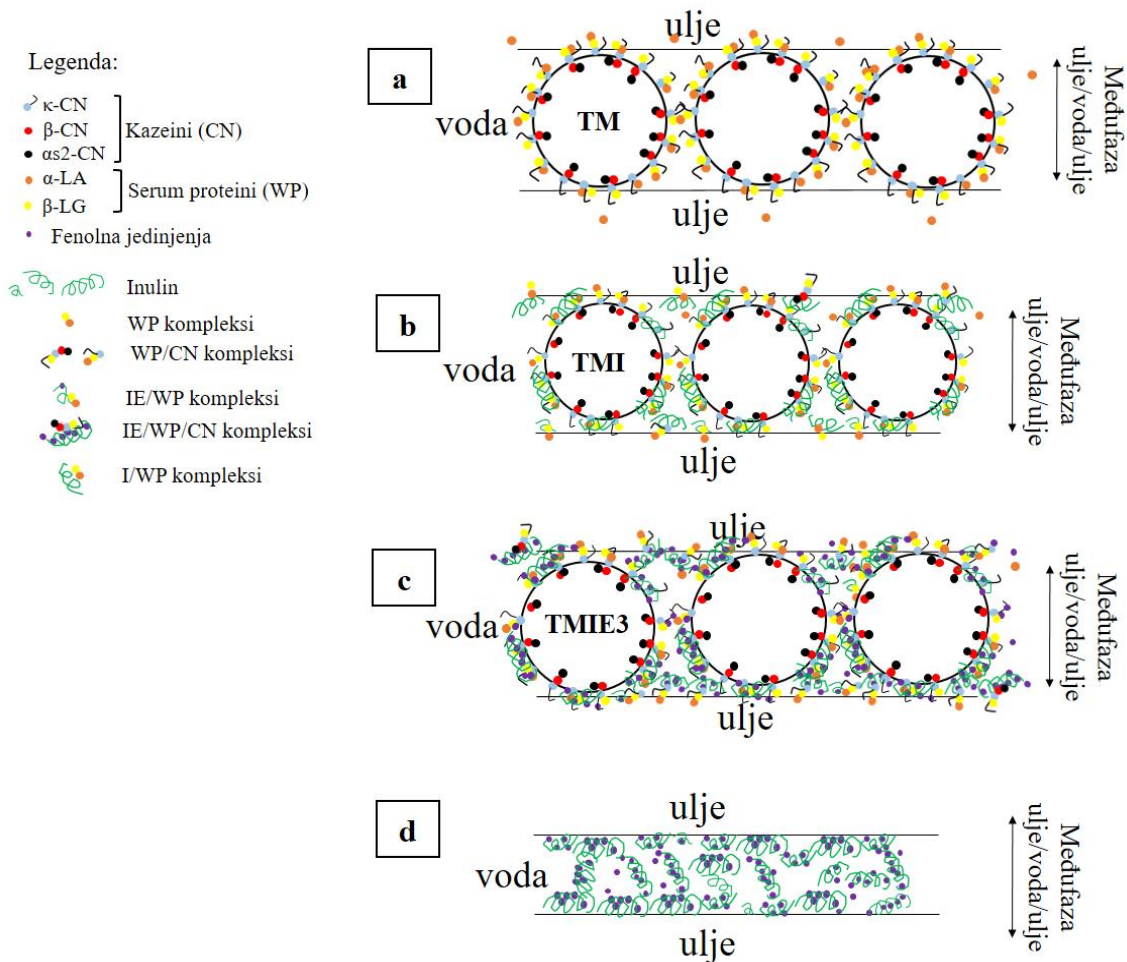 Legenda:
κ-CN
β-CN
αs2-CN
Kazeini (CN)
α-LA
β-LG
Serum proteini (WP)
Fenolna jedinjenja
Inulin
WP kompleksi
WP/CN kompleksi
IE/WP kompleksi
IE/WP/CN kompleksi
I/WP kompleksi
a
ulje
voda
TM
ulje
Međufaza
ulje/voda/ulje
b
ulje
voda
TMI
ulje
Međufaza
ulje/voda/ulje
c
ulje
voda
TMIE3
ulje
Međufaza
ulje/voda/ulje
d
ulje
voda
ulje
Međufaza
ulje/voda/ulje